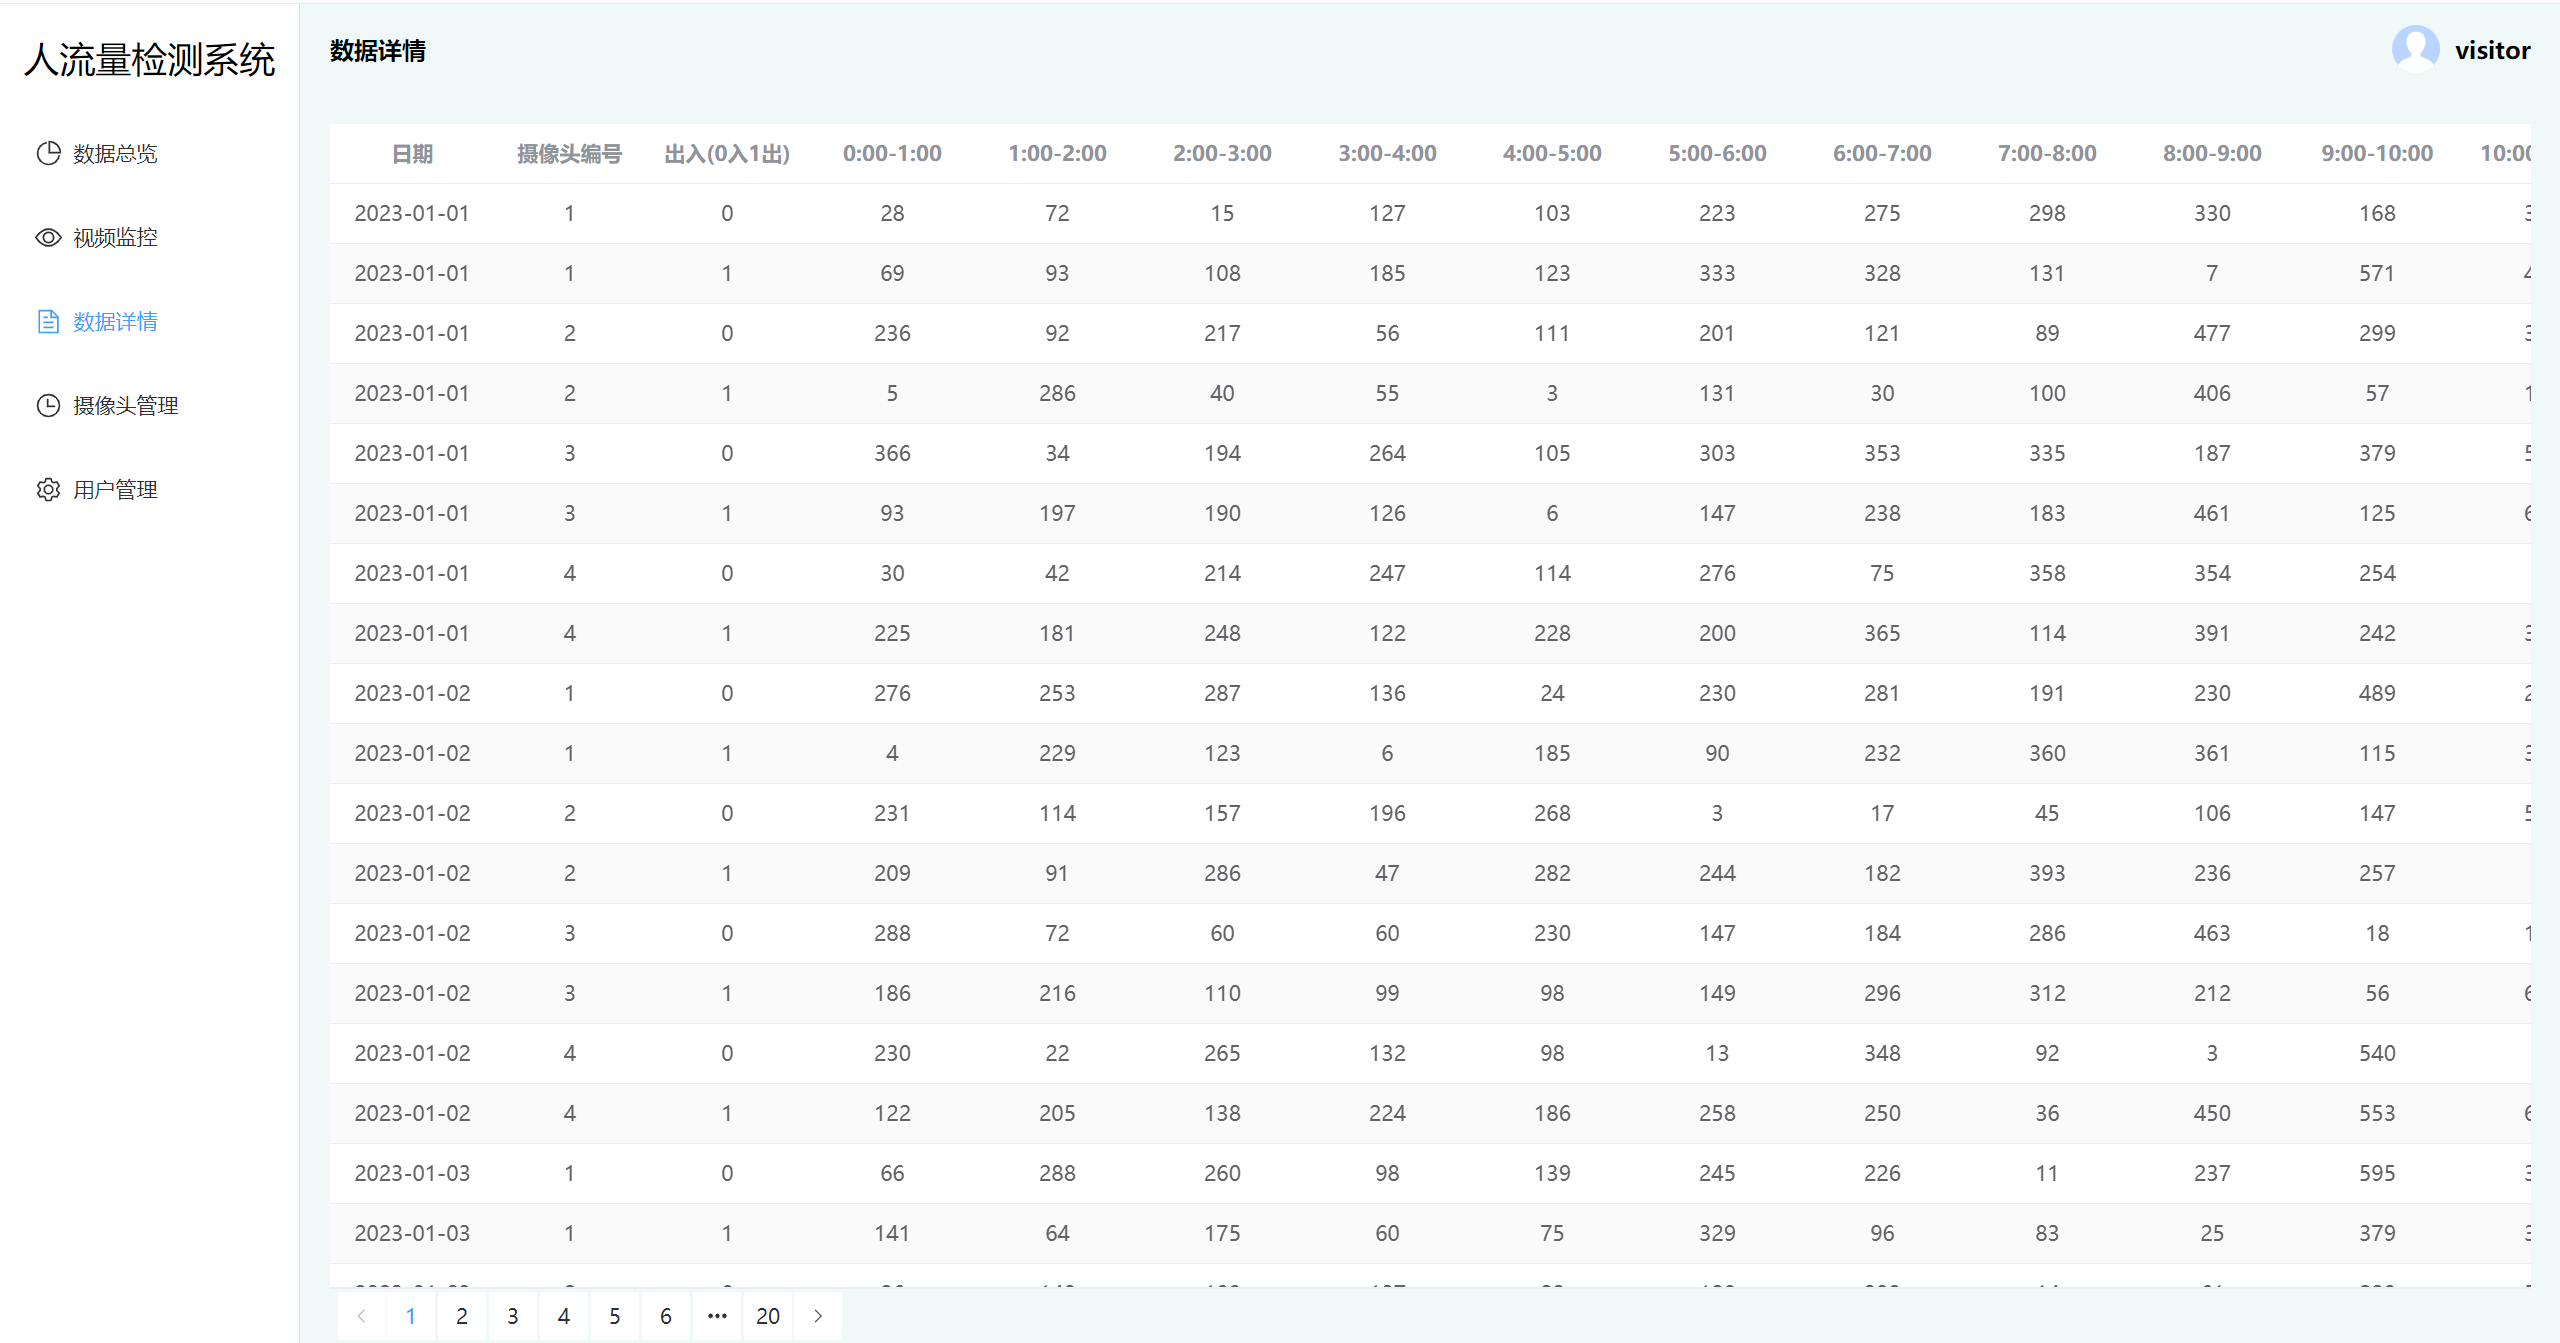 人流量检测系统
数据总览
视频监控
数据详情
摄像头管理
用户管理
数据详情
visitor
日期 摄像头编号 出入(0入1出) 0:00-1:00 1:00-2:00 2:00-3:00 3:00-4:00 4:00-5:00 5:00-6:00 6:00-7:00 7:00-8:00 8:00-9:00 9:00-10:00
2023-01-01 1 0 28 72 15 127 103 223 275 298 330 168
2023-01-01 1 1 69 93 108 185 123 333 328 131 7 571
2023-01-01 2 0 236 92 217 56 111 201 121 89 477 299
2023-01-01 2 1 5 286 40 55 3 131 30 100 406 57
2023-01-01 3 0 366 34 194 264 105 303 353 335 187 379
2023-01-01 3 1 93 197 190 126 6 147 238 183 461 125
2023-01-01 4 0 30 42 214 247 114 276 75 358 354 254
2023-01-01 4 1 225 181 248 122 228 200 365 114 391 242
2023-01-02 1 0 276 253 287 136 24 230 281 191 230 489
2023-01-02 1 1 4 229 123 6 185 90 232 360 361 115
2023-01-02 2 0 231 114 157 196 268 3 17 45 106 147
2023-01-02 2 1 209 91 286 47 282 244 182 393 236 257
2023-01-02 3 0 288 72 60 60 230 147 184 286 463 18
2023-01-02 3 1 186 216 110 99 98 149 296 312 212 56
2023-01-02 4 0 230 22 265 132 98 13 348 92 3 540
2023-01-02 4 1 122 205 138 224 186 258 250 36 450 553
2023-01-03 1 0 66 288 260 98 139 245 226 11 237 595
2023-01-03 1 1 141 64 175 60 75 329 96 83 25 379
1 2 3 4 5 6 ••• 20